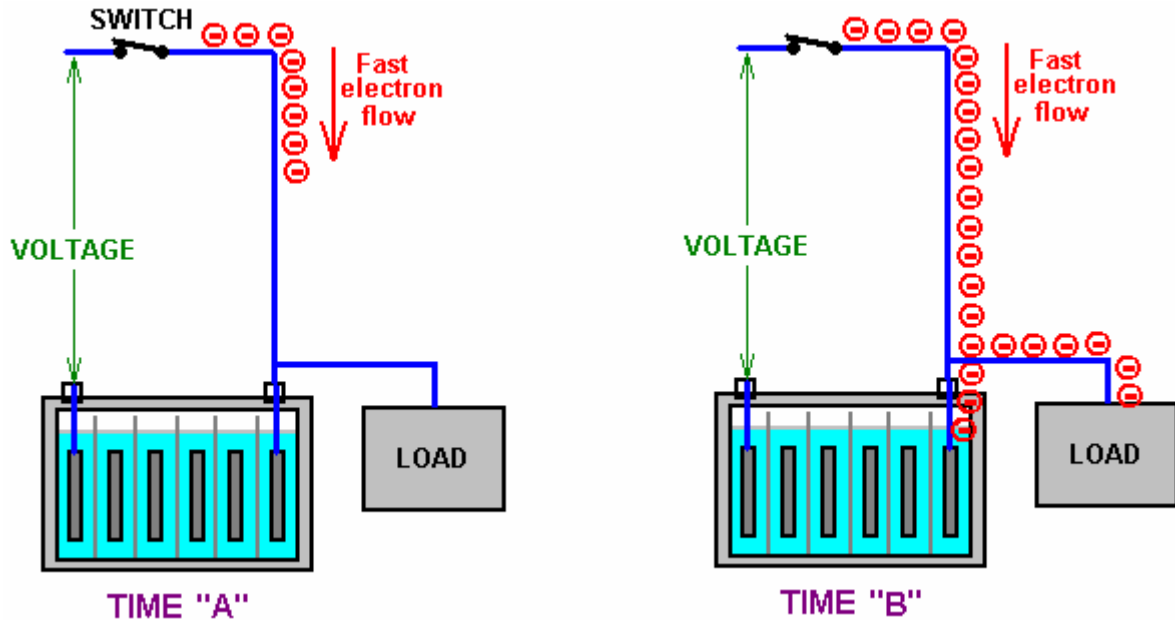 SWITCH
Fast
electron
flow
VOLTAGE
LOAD
TIME "A"
Fast
electron
flow
VOLTAGE
LOAD
TIME "B"